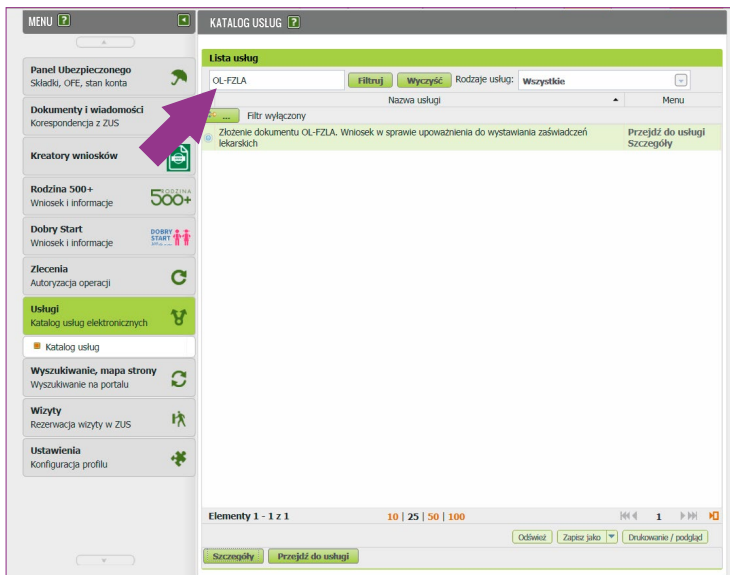 MENU ?
KATALOG USŁUG ?
Panel Ubezpieczonego
Składki, OFE, stan konta
Dokumenty i wiadomości
Korespondencja z ZUS
Kreatory wniosków
Rodzina 500+
Wniosek i informacje
RODZINA
500+
Dobry Start
Wniosek i informacje
DOBRY
START
Zlecenia
Autoryzacja operacji
Usługi
Katalog usług elektronicznych
Katalog usług
Wyszukiwanie, mapa strony
Wyszukiwanie na portalu
Wizyty
Rezerwacja wizyty w ZUS
Ustawienia
Konfiguracja profilu
Lista usług
OL-FZLA Filtruj Wyczyść Rodzaje usług: Wszystkie
Nazwa usługi Menu
... Filtr wyłączony
Złożenie dokumentu OL-FZLA. Wniosek w sprawie upoważnienia do wystawiania zaświadczeń Przejdź do usługi
lekarskich Szczegóły
Elementy 1 - 1 z 1 10 | 25 | 50 | 100 1
Odśwież Zapisz jako Drukowanie / podgląd
Szczegóły Przejdź do usługi